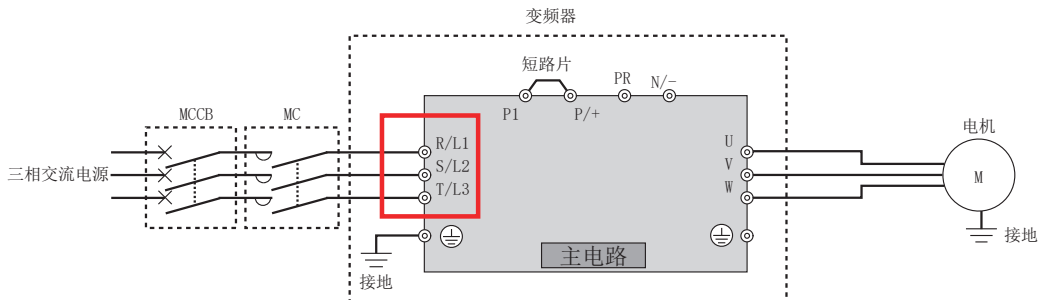 变频器
短路片
PR
N/-
P1
P/+
MCCB
MC
电机
R/L1
S/L2
T/L3
U
V
W
三相交流电源
M
接地
主电路
接地